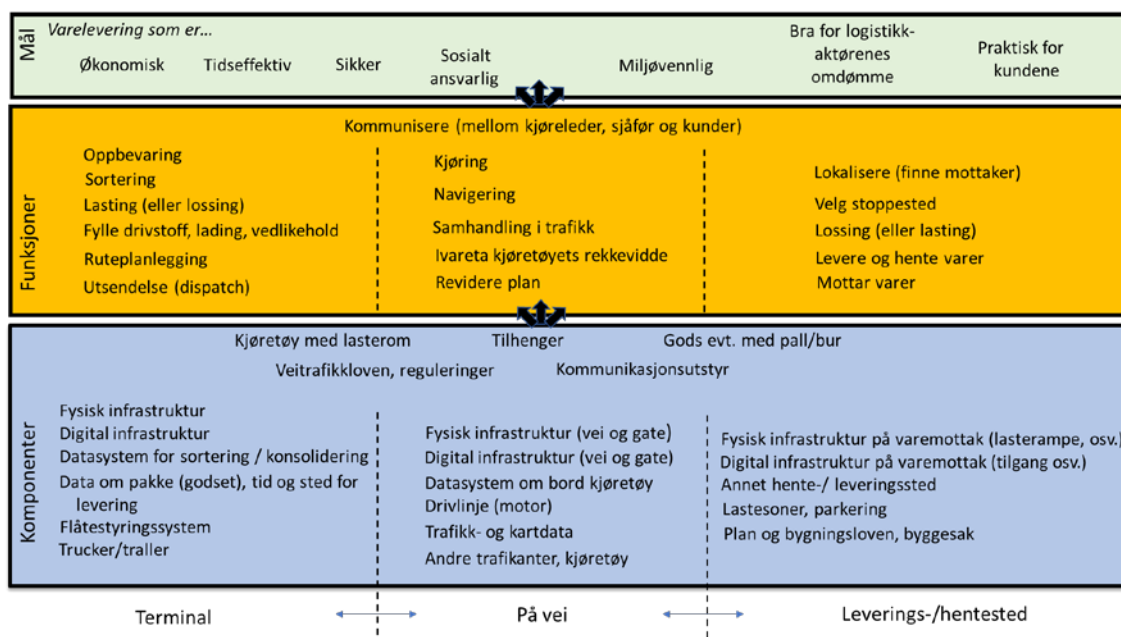 Mål
Varelevering som er...
Økonomisk
Tidseffektiv
Sikker
Sosialt
ansvarlig
Miljøvennlig
Bra for logistikk-
aktørenes
omdømme
Praktisk for
kundene
Funksjoner
Kommunisere (mellom kjøreleder, sjåfør og kunder)
Oppbevaring
Sortering
Lasting (eller lossing)
Fylle drivstoff, lading, vedlikehold
Ruteplanlegging
Utsendelse (dispatch)
Kjøring
Navigering
Samhandling i trafikk
Ivareta kjøretøyets rekkevidde
Revidere plan
Lokalisere (finne mottaker)
Velg stoppested
Lossing (eller lasting)
Levere og hente varer
Mottar varer
Komponenter
Kjøretøy med lasterom
Tilhenger
Gods evt. med pall/bur
Veitrafikkloven, reguleringer
Kommunikasjonsutstyr
Fysisk infrastruktur
Digital infrastruktur
Datasystem for sortering / konsolidering
Data om pakke (godset), tid og sted for
levering
Flåtestyringssystem
Trucker/traller
Fysisk infrastruktur (vei og gate)
Digital infrastruktur (vei og gate)
Datasystem om bord kjøretøy
Drivlinje (motor)
Trafikk- og kartdata
Andre trafikanter, kjøretøy
Fysisk infrastruktur på varemottak (lasterampe, osv.)
Digital infrastruktur på varemottak (tilgang osv.)
Annet hente-/ leveringssted
Lastesoner, parkering
Plan og bygningsloven, byggesak
Terminal
På vei
Leverings-/hentested